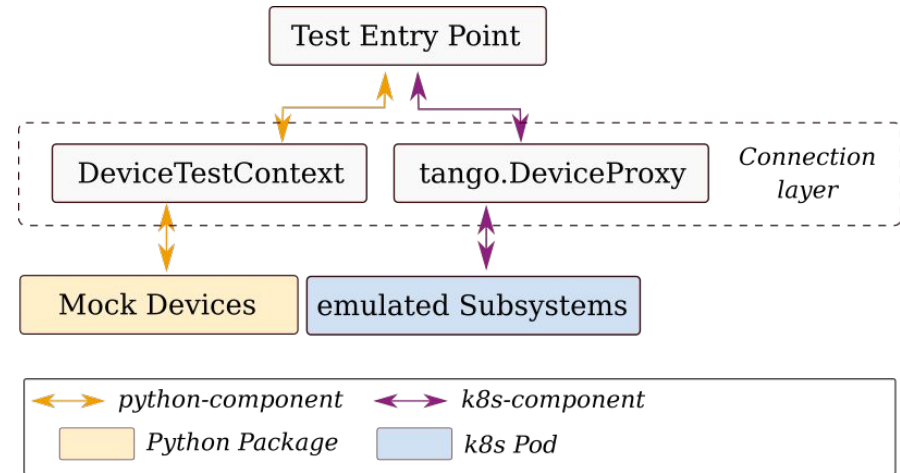 Test Entry Point
DeviceTestContext
tango.DeviceProxy
Connection
layer
Mock Devices
emulated Subsystems
python-component
k8s-component
Python Package
k8s Pod